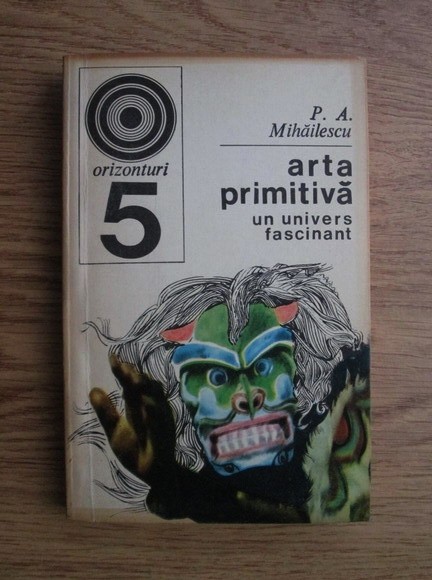 orizonturi
5
P. A.
Mihăilescu
arta
primitivă
un univers
fascinant